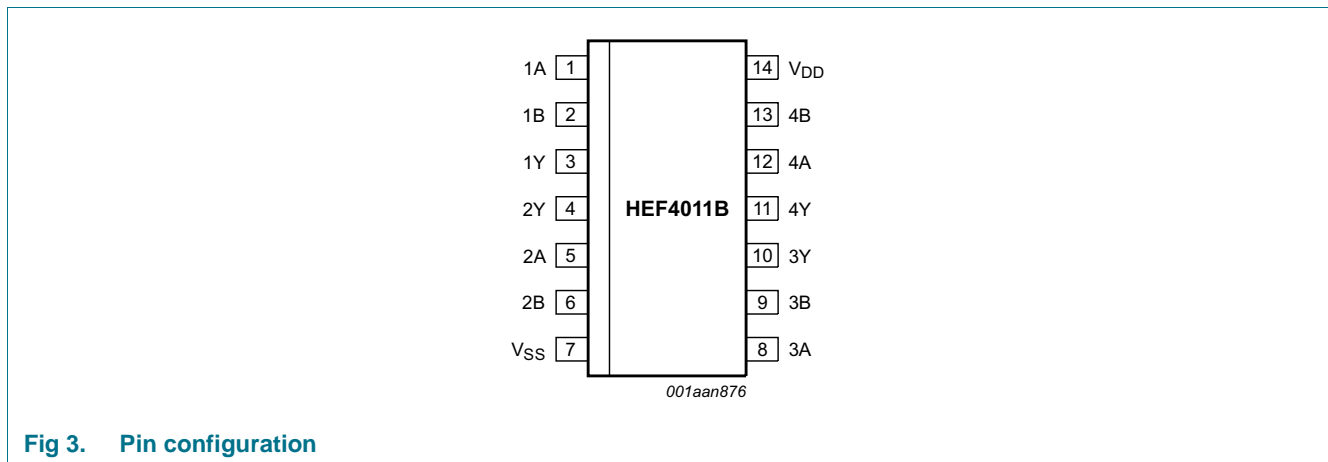 1A 1 14 VDD
1B 2 13 4B
1Y 3 12 4A
2Y 4 HEF4011B 11 4Y
2A 5 10 3Y
2B 6 9 3B
VSS 7 8 3A
001aan876
Fig 3. Pin configuration